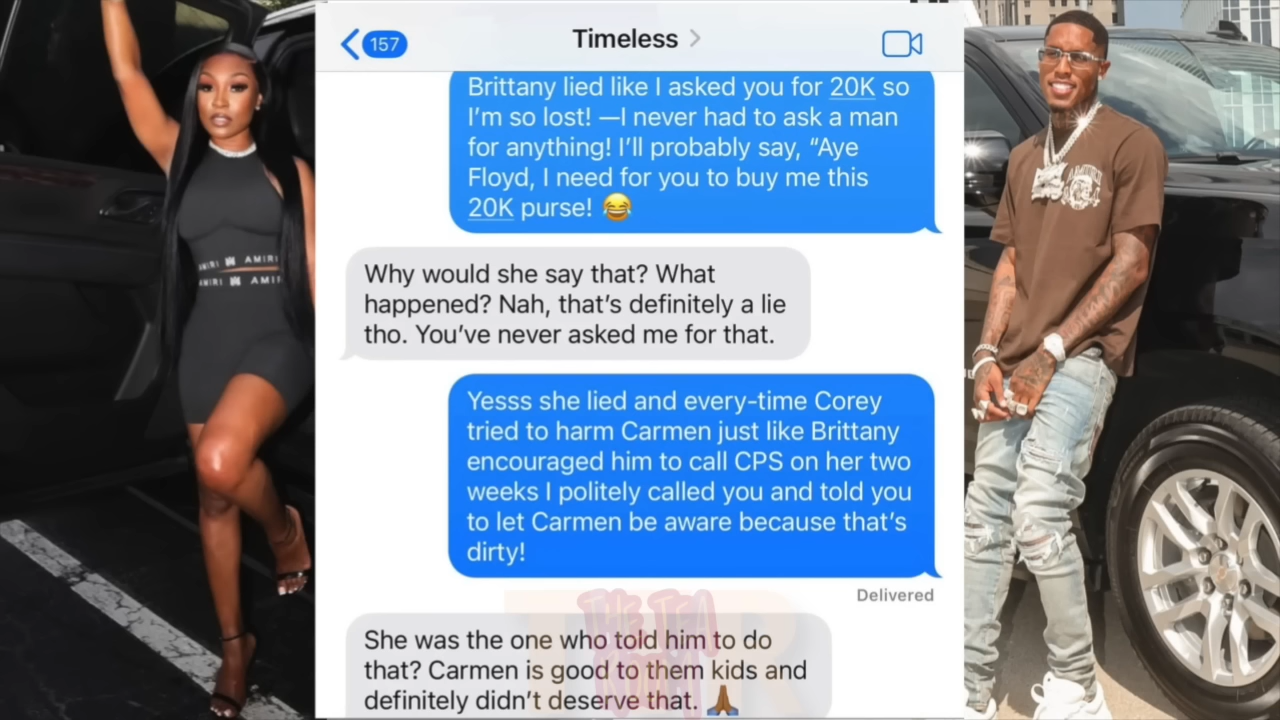 157
Timeless
Brittany lied like I asked you for 20K so
I'm so lost! —I never had to ask a man
for anything! I'll probably say, “Aye
Floyd, I need for you to buy me this
20K purse! 😂
Why would she say that? What
happened? Nah, that's definitely a lie
tho. You've never asked me for that.
Yesss she lied and every-time Corey
tried to harm Carmen just like Brittany
encouraged him to call CPS on her two
weeks I politely called you and told you
to let Carmen be aware because that's
dirty!
Delivered
She was the one who told him to do
that? Carmen is good to them kids and
definitely didn't deserve that. 🙏🏾
AMIRI
AMIRI
AMIRI
THE TEA